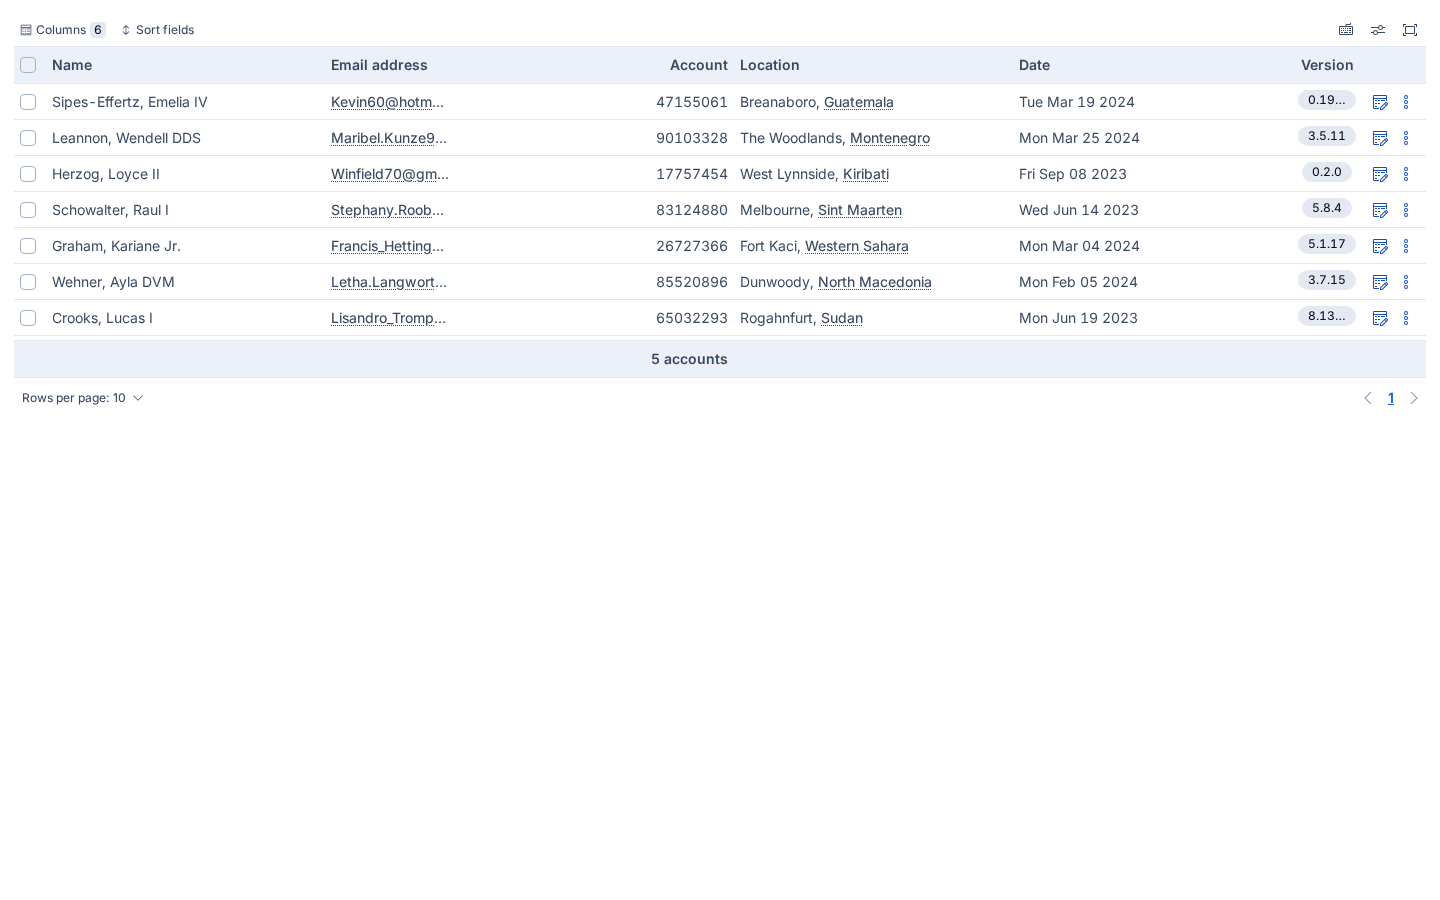 Columns 6 Sort fields
Name Email address Account Location Date Version
Sipes-Effertz, Emelia IV Kevin60@hotm... 47155061 Breanaboro, Guatemala Tue Mar 19 2024 0.19...
Leannon, Wendell DDS Maribel.Kunze9... 90103328 The Woodlands, Montenegro Mon Mar 25 2024 3.5.11
Herzog, Loyce II Winfield70@gm... 17757454 West Lynnside, Kiribati Fri Sep 08 2023 0.2.0
Schowalter, Raul I Stephany.Roob... 83124880 Melbourne, Sint Maarten Wed Jun 14 2023 5.8.4
Graham, Kariane Jr. Francis_Hetting... 26727366 Fort Kaci, Western Sahara Mon Mar 04 2024 5.1.17
Wehner, Ayla DVM Letha.Langwort... 85520896 Dunwoody, North Macedonia Mon Feb 05 2024 3.7.15
Crooks, Lucas I Lisandro_Tromp... 65032293 Rogahnfurt, Sudan Mon Jun 19 2023 8.13...
5 accounts
Rows per page: 10 1